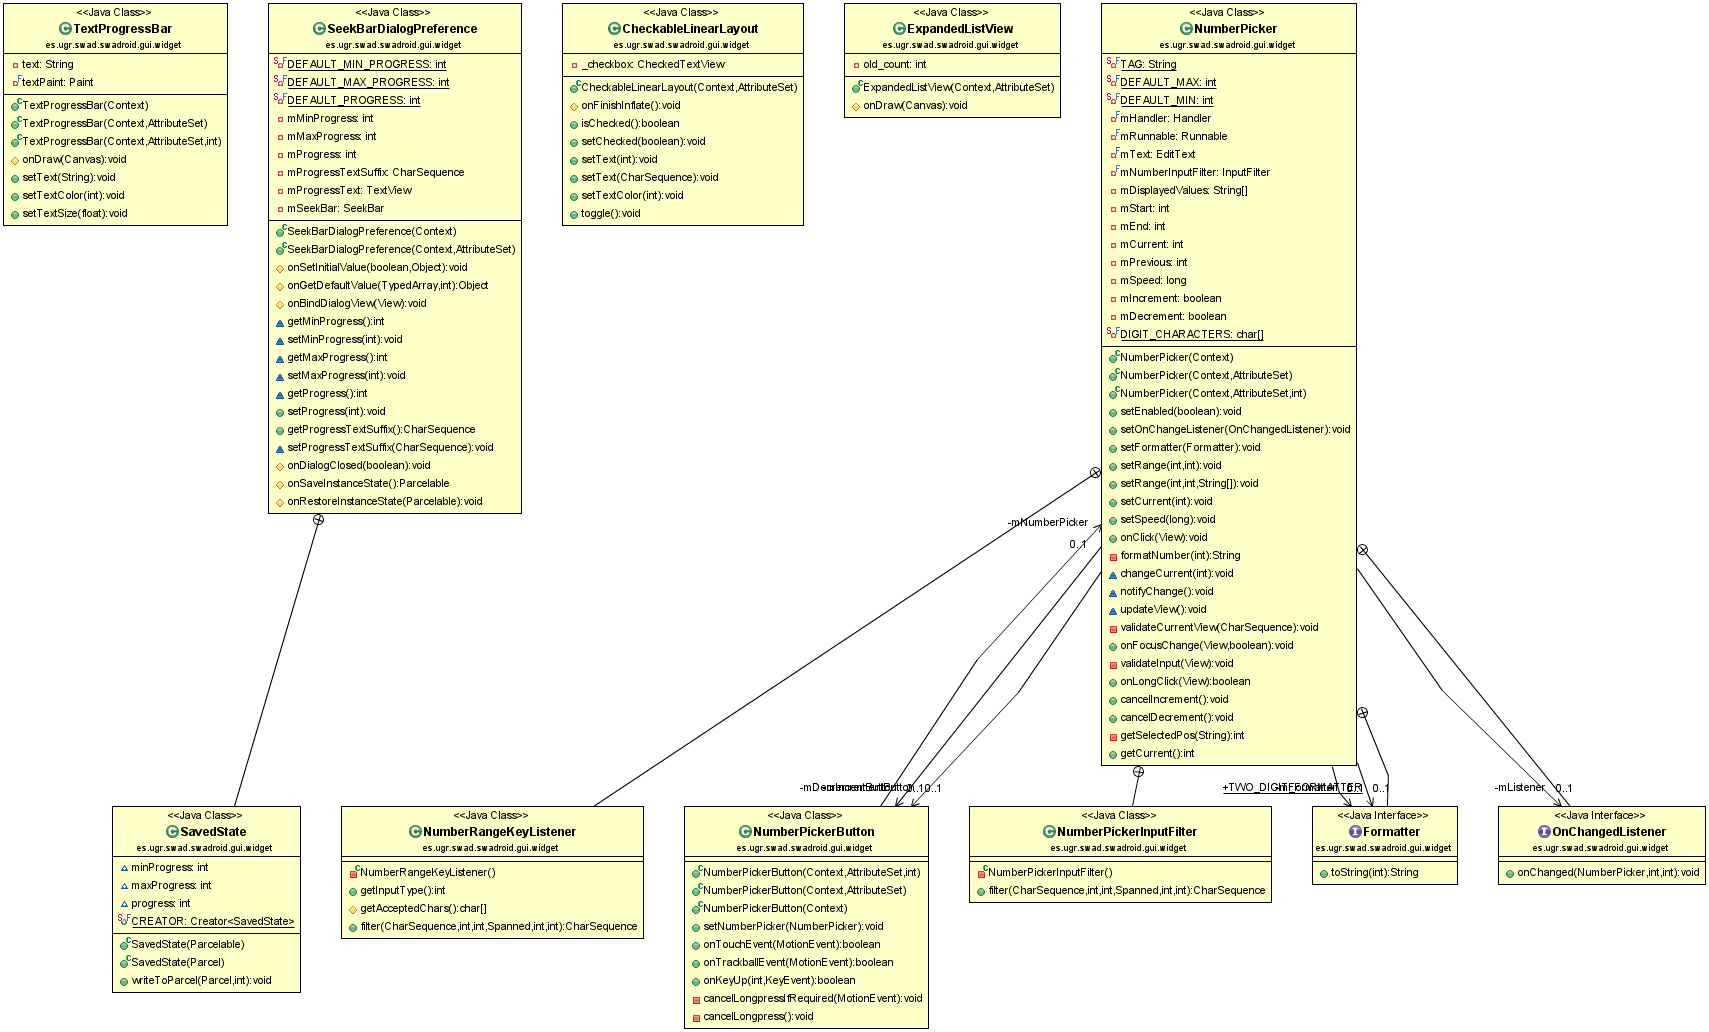 <<Java Class>>
TextProgressBar
es.ugr.swad.swadroid.gui.widget
text: String
textPaint: Paint
TextProgressBar(Context)
TextProgressBar(Context,AttributeSet)
TextProgressBar(Context,AttributeSet,int)
onDraw(Canvas):void
setText(String):void
setTextColor(int):void
setTextSize(float):void
<<Java Class>>
SeekBarDialogPreference
es.ugr.swad.swadroid.gui.widget
DEFAULT_MIN_PROGRESS: int
DEFAULT_MAX_PROGRESS: int
DEFAULT_PROGRESS: int
mMinProgress: int
mMaxProgress: int
mProgress: int
mProgressTextSuffix: CharSequence
mProgressText: TextView
mSeekBar: SeekBar
SeekBarDialogPreference(Context)
SeekBarDialogPreference(Context,AttributeSet)
onSetInitialValue(boolean,Object):void
onGetDefaultValue(TypedArray,int):Object
onBindDialogView(View):void
getMinProgress():int
setMinProgress(int):void
getMaxProgress():int
setMaxProgress(int):void
getProgress():int
setProgress(int):void
getProgressTextSuffix():CharSequence
setProgressTextSuffix(CharSequence):void
onDialogClosed(boolean):void
onSaveInstanceState():Parcelable
onRestoreInstanceState(Parcelable):void
<<Java Class>>
CheckableLinearLayout
es.ugr.swad.swadroid.gui.widget
_checkbox: CheckedTextView
CheckableLinearLayout(Context,AttributeSet)
onFinishInflate():void
isChecked():boolean
setChecked(boolean):void
setText(int):void
setText(CharSequence):void
setTextColor(int):void
toggle():void
<<Java Class>>
ExpandedListView
es.ugr.swad.swadroid.gui.widget
old_count: int
ExpandedListView(Context,AttributeSet)
onDraw(Canvas):void
<<Java Class>>
NumberPicker
es.ugr.swad.swadroid.gui.widget
TAG: String
DEFAULT_MAX: int
DEFAULT_MIN: int
mHandler: Handler
mRunnable: Runnable
mText: EditText
mNumberInputFilter: InputFilter
mDisplayedValues: String[]
mStart: int
mEnd: int
mCurrent: int
mPrevious: int
mSpeed: long
mIncrement: boolean
mDecrement: boolean
DIGIT_CHARACTERS: char[]
NumberPicker(Context)
NumberPicker(Context,AttributeSet)
NumberPicker(Context,AttributeSet,int)
setEnabled(boolean):void
setOnChangeListener(OnChangedListener):void
setFormatter(Formatter):void
setRange(int,int):void
setRange(int,int,String[]):void
setCurrent(int):void
setSpeed(long):void
onClick(View):void
formatNumber(int):String
changeCurrent(int):void
notifyChange():void
updateView():void
validateCurrentView(CharSequence):void
onFocusChange(View,boolean):void
validateInput(View):void
onLongClick(View):boolean
cancelIncrement():void
cancelDecrement():void
getSelectedPos(String):int
getCurrent():int
-mNumberPicker
0..1
0..1
+TWO_DIGIT_FORMATTER
0..1
-mListener
0..1
<<Java Class>>
SavedState
es.ugr.swad.swadroid.gui.widget
minProgress: int
maxProgress: int
progress: int
CREATOR: Creator<SavedState>
SavedState(Parcelable)
SavedState(Parcel)
writeToParcel(Parcel,int):void
<<Java Class>>
NumberRangeKeyListener
es.ugr.swad.swadroid.gui.widget
NumberRangeKeyListener()
getInputType():int
getAcceptedChars():char[]
filter(CharSequence,int,int,Spanned,int,int):CharSequence
<<Java Class>>
NumberPickerButton
es.ugr.swad.swadroid.gui.widget
NumberPickerButton(Context,AttributeSet,int)
NumberPickerButton(Context,AttributeSet)
NumberPickerButton(Context)
setNumberPicker(NumberPicker):void
onTouchEvent(MotionEvent):boolean
onTrackballEvent(MotionEvent):boolean
onKeyUp(int,KeyEvent):boolean
cancelLongpressIfRequired(MotionEvent):void
cancelLongpress():void
<<Java Class>>
NumberPickerInputFilter
es.ugr.swad.swadroid.gui.widget
NumberPickerInputFilter()
filter(CharSequence,int,int,Spanned,int,int):CharSequence
<<Java Interface>>
Formatter
es.ugr.swad.swadroid.gui.widget
toString(int):String
<<Java Interface>>
OnChangedListener
es.ugr.swad.swadroid.gui.widget
onChanged(NumberPicker,int,int):void